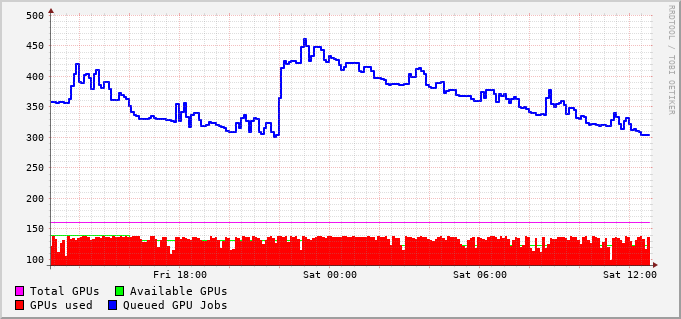 500
450
400
350
300
250
200
150
100
Fri 18:00 Sat 00:00 Sat 06:00 Sat 12:00
Total GPUs Available GPUs
GPUs used Queued GPU Jobs
RRDTOOL / TOBI OETIKER